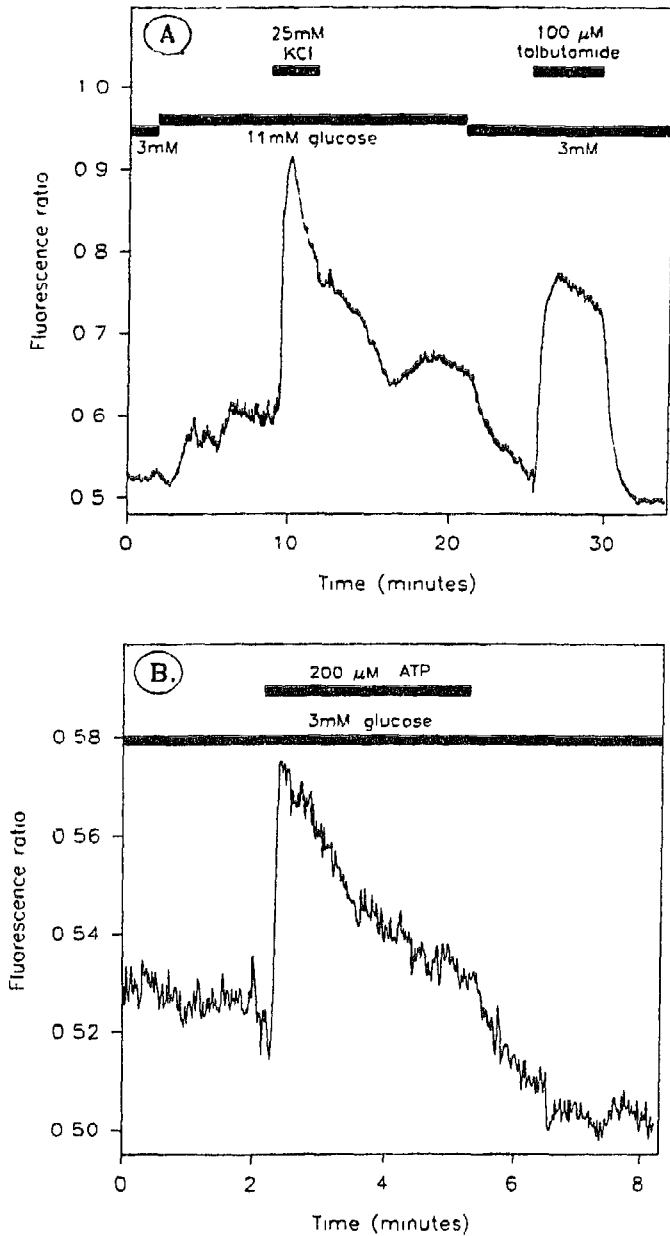 A
25mM
KCl
100 μM
tolbutamide
1 0
3mM
11mM glucose
3mM
0 9
0 8
0 7
0 6
0 5
Fluorescence ratio
0
10
20
30
Time (minutes)
B.
200 μM ATP
3mM glucose
0 58
0 56
0 54
0 52
0 50
Fluorescence ratio
0
2
4
6
8
Time (minutes)